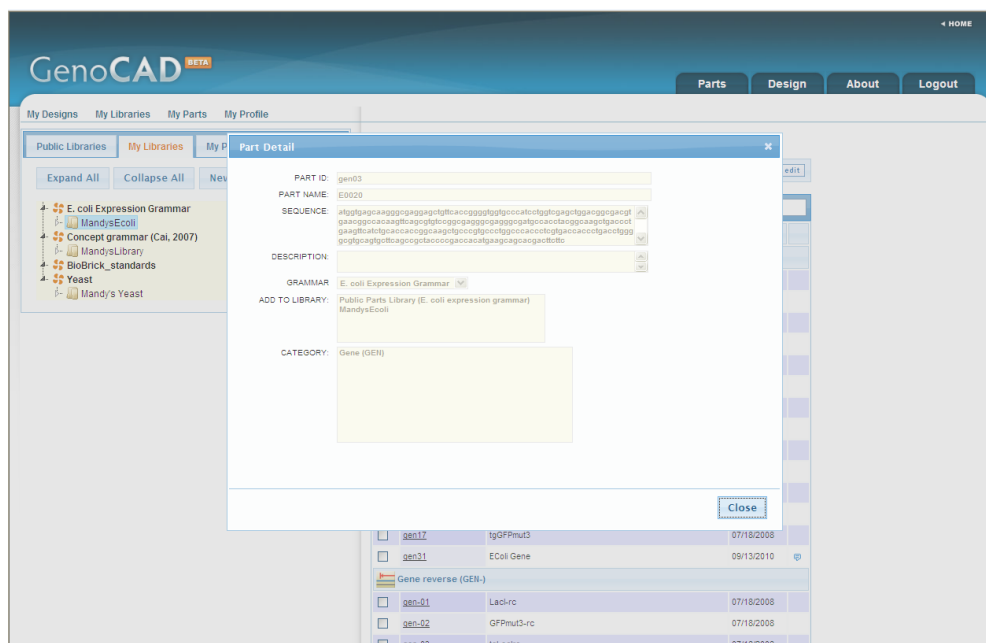 HOME
GenoCAD BETA
Parts Design About Logout
My Designs My Libraries My Parts My Profile
Public Libraries My Libraries My P
Part Detail
Expand All Collapse All New
edit
PART ID: gen03
PART NAME: E0020
SEQUENCE:
DESCRIPTION:
GRAMMAR E. coli Expression Grammar
ADD TO LIBRARY: Public Parts Library (E. coli expression grammar)
MandysEcoli
CATEGORY: Gene (GEN)
E. coli Expression Grammar
MandysEcoli
Concept grammar (Cai, 2007)
MandysLibrary
BioBrick_standards
Yeast
Mandy's Yeast
Close
gen17 tgGFPmut3 07/18/2008
gen31 EColi Gene 09/13/2010
Gene reverse (GEN-)
gen-01 LacI-rc 07/18/2008
gen-02 GFPmut3-rc 07/18/2008